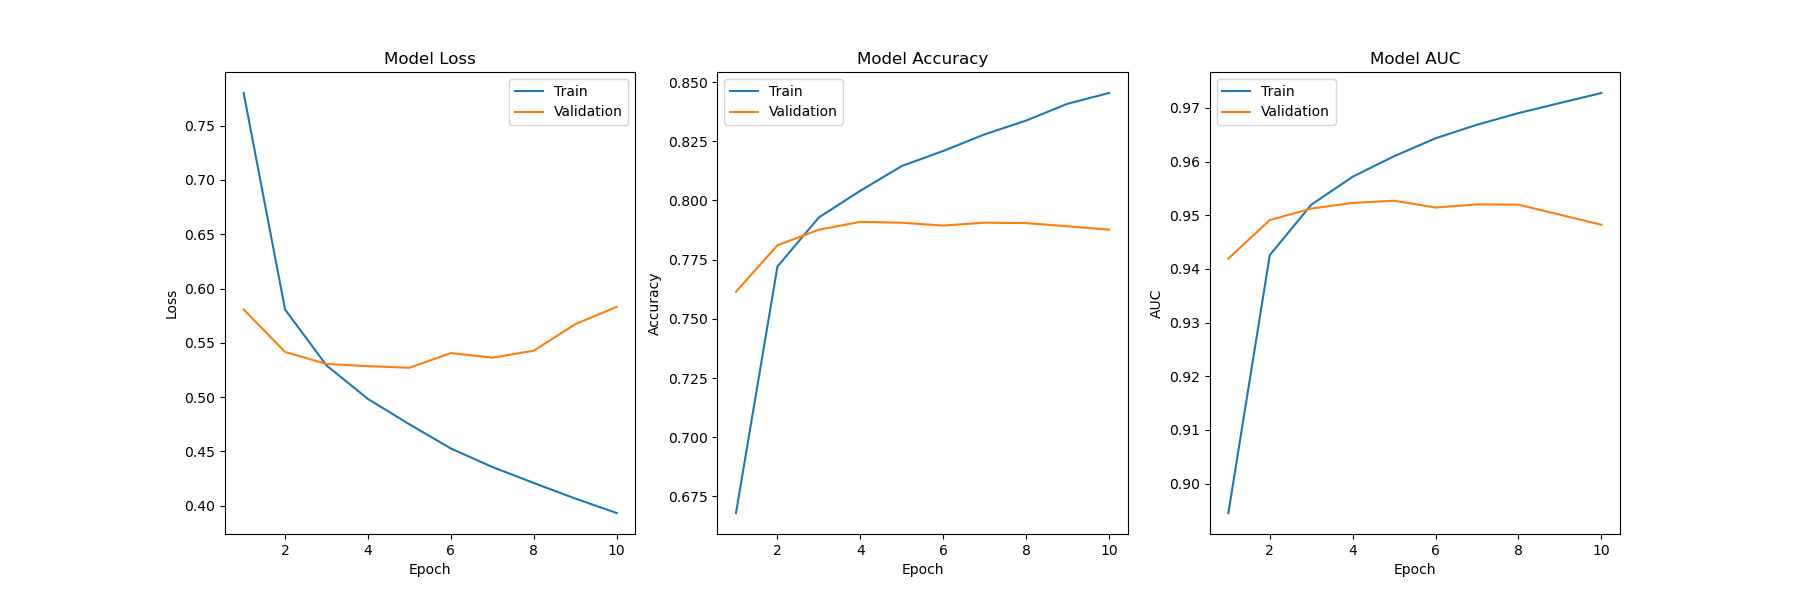 Model Loss
Train
Validation
0.75
0.70
0.65
0.60
0.55
0.50
0.45
0.40
Loss
2 4 6 8 10
Epoch
Model Accuracy
Train
Validation
0.850
0.825
0.800
0.775
0.750
0.725
0.700
0.675
Accuracy
2 4 6 8 10
Epoch
Model AUC
Train
Validation
0.97
0.96
0.95
0.94
0.93
0.92
0.91
0.90
AUC
2 4 6 8 10
Epoch